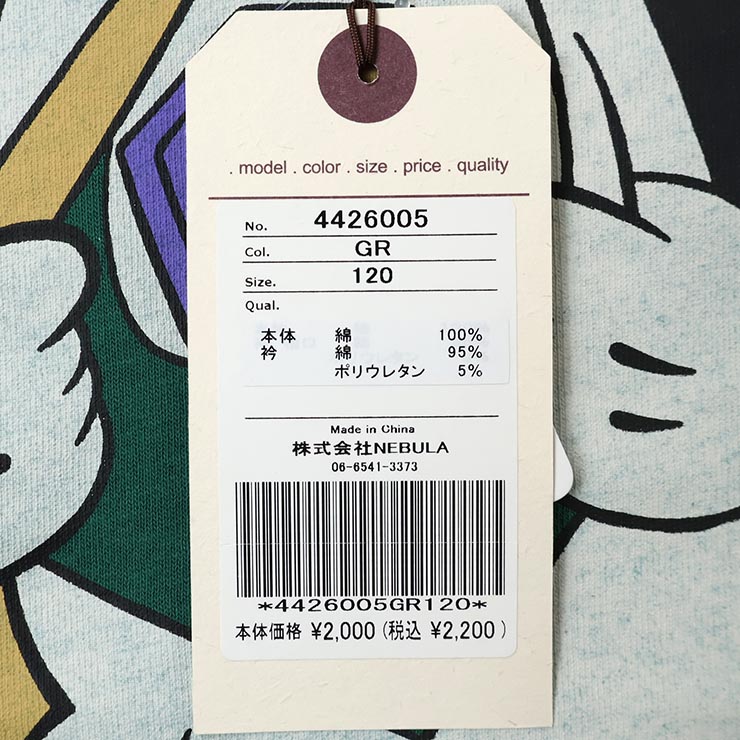 . model . color . size . price . quality
No. 4426005
Col. GR
Size. 120
Qual.
本体 綿 100%
衿 綿 95%
ポリウレタン 5%
Made in China
株式会社NEBULA
06-6541-3373
*4426005GR120*
本体価格 ¥2,000 (税込 ¥2,200 )